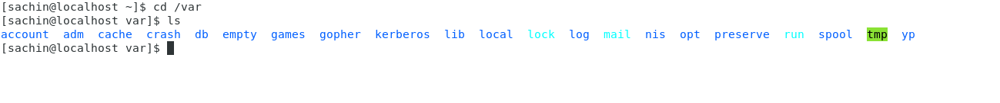 [sachin@localhost ~]$ cd /var
[sachin@localhost var]$ ls
account  adm  cache  crash  db  empty  games  gopher  kerberos  lib  local  lock  log  mail  nis  opt  preserve  run  spool  tmp  yp
[sachin@localhost var]$